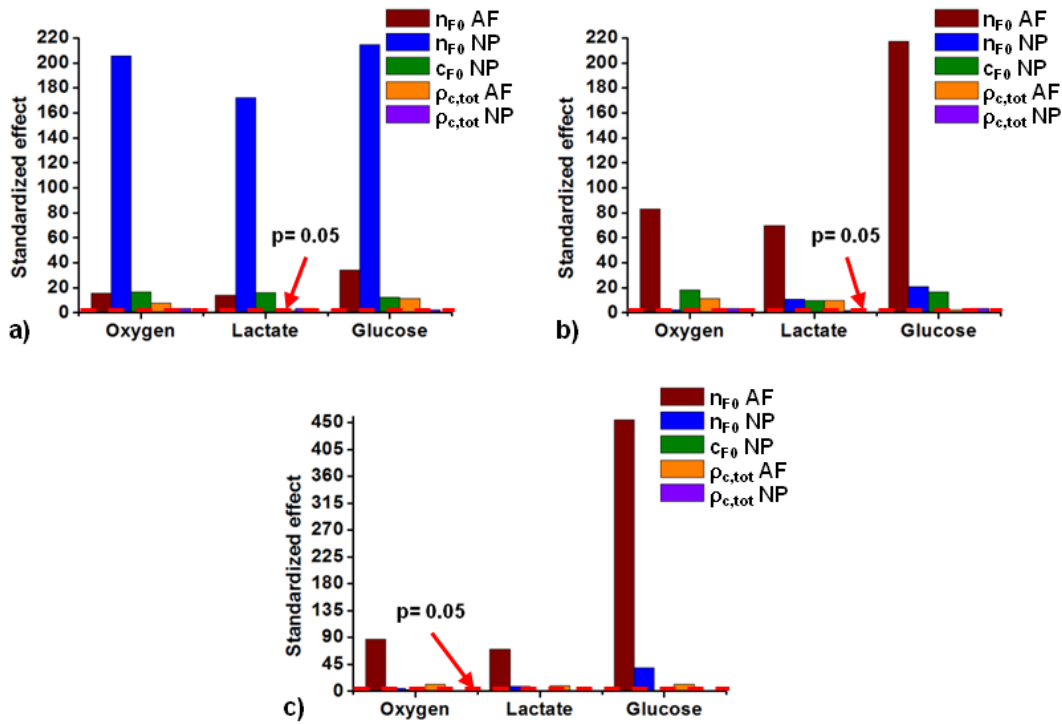 n_F0 AF
n_F0 NP
c_F0 NP
ρ_c,tot AF
ρ_c,tot NP
220
200
180
160
140
120
100
80
60
40
20
0
Standardized effect
p= 0.05
Oxygen Lactate Glucose
a)
n_F0 AF
n_F0 NP
c_F0 NP
ρ_c,tot AF
ρ_c,tot NP
220
200
180
160
140
120
100
80
60
40
20
0
Standardized effect
p= 0.05
Oxygen Lactate Glucose
b)
n_F0 AF
n_F0 NP
c_F0 NP
ρ_c,tot AF
ρ_c,tot NP
450
405
360
315
270
225
180
135
90
45
0
Standardized effect
p= 0.05
Oxygen Lactate Glucose
c)